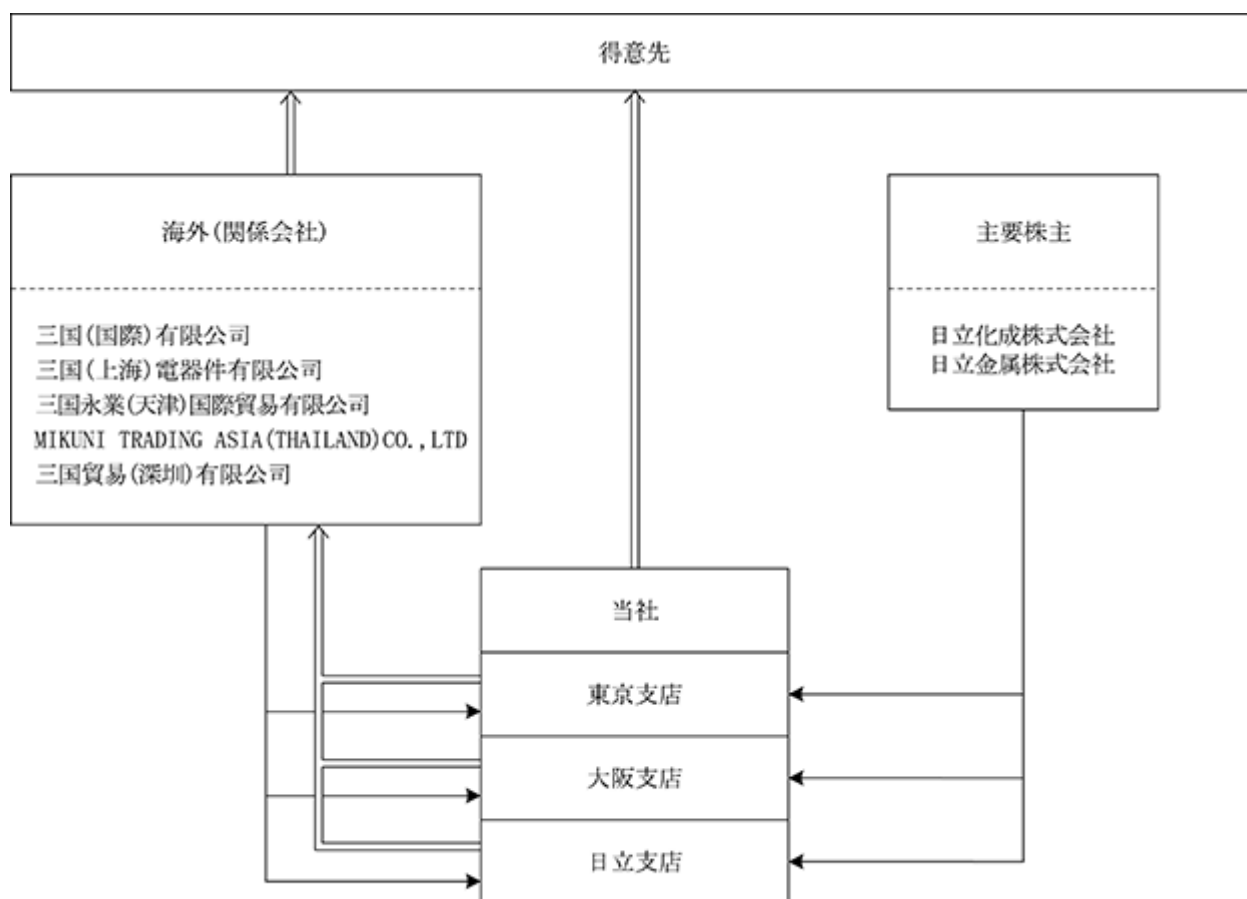 得意先
海外(関係会社)
三国(国際)有限公司
三国(上海)電器件有限公司
三国永業(天津)国際貿易有限公司
MIKUNI TRADING ASIA(THAILAND)CO.,LTD
三国貿易(深圳)有限公司
主要株主
日立化成株式会社
日立金属株式会社
当社
東京支店
大阪支店
日立支店